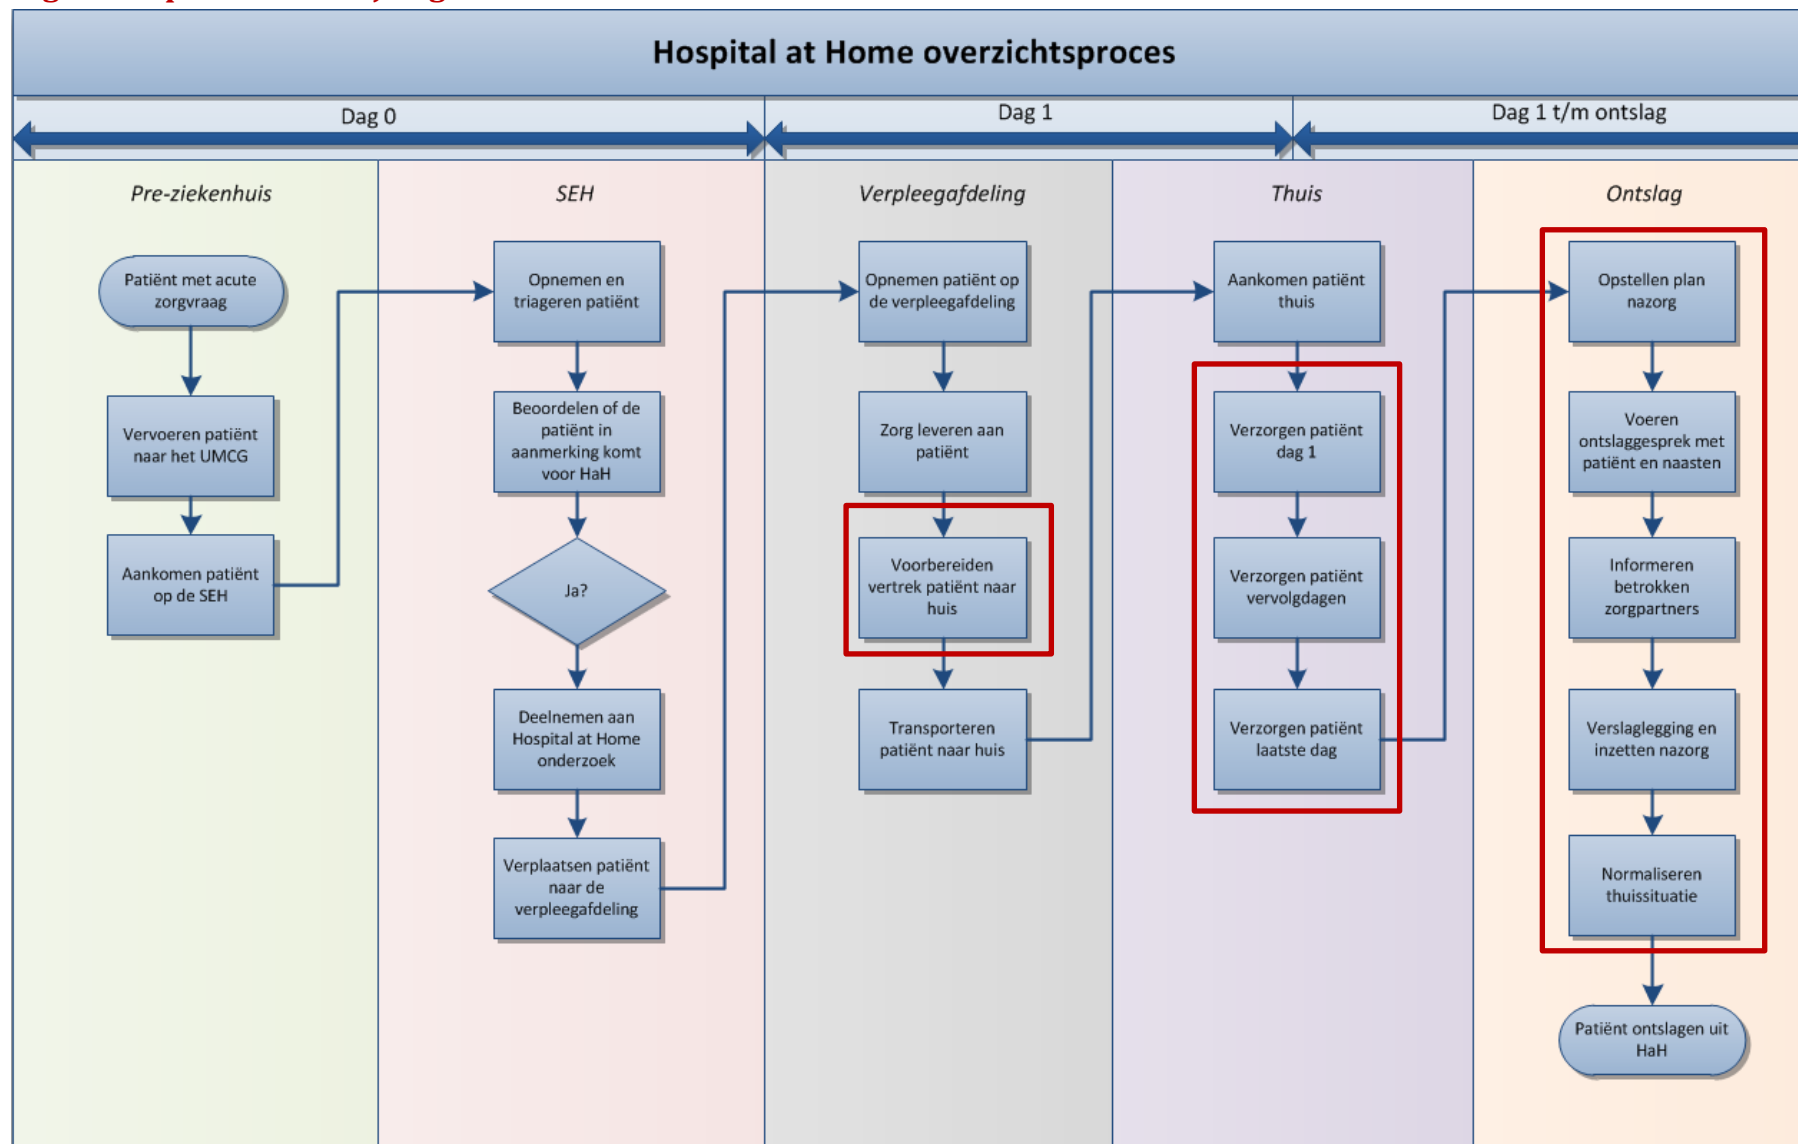 Hospital at Home overzichtsproces
Dag 0
Dag 1
Dag 1 t/m ontslag
Pre-ziekenhuis
SEH
Verpleegafdeling
Thuis
Ontslag
Patiënt met acute
zorgvraag
Vervoeren patiënt
naar het UMCG
Aankomen patiënt
op de SEH
Opnemen en
triageren patiënt
Beoordelen of de
patiënt in
aanmerking komt
voor HaH
Ja?
Deelnemen aan
Hospital at Home
onderzoek
Verplaatsen patiënt
naar de
verpleegafdeling
Opnemen patiënt op
de verpleegafdeling
Zorg leveren aan
patiënt
Voorbereiden
vertrek patiënt naar
huis
Transporteren
patiënt naar huis
Aankomen patiënt
thuis
Verzorgen patiënt
dag 1
Verzorgen patiënt
vervolgdagen
Verzorgen patiënt
laatste dag
Opstellen plan
nazorg
Voeren
ontslaggesprek met
patiënt en naasten
Informeren
betrokken
zorgpartners
Verslaglegging en
inzetten nazorg
Normaliseren
thuissituatie
Patiënt ontslagen uit
HaH